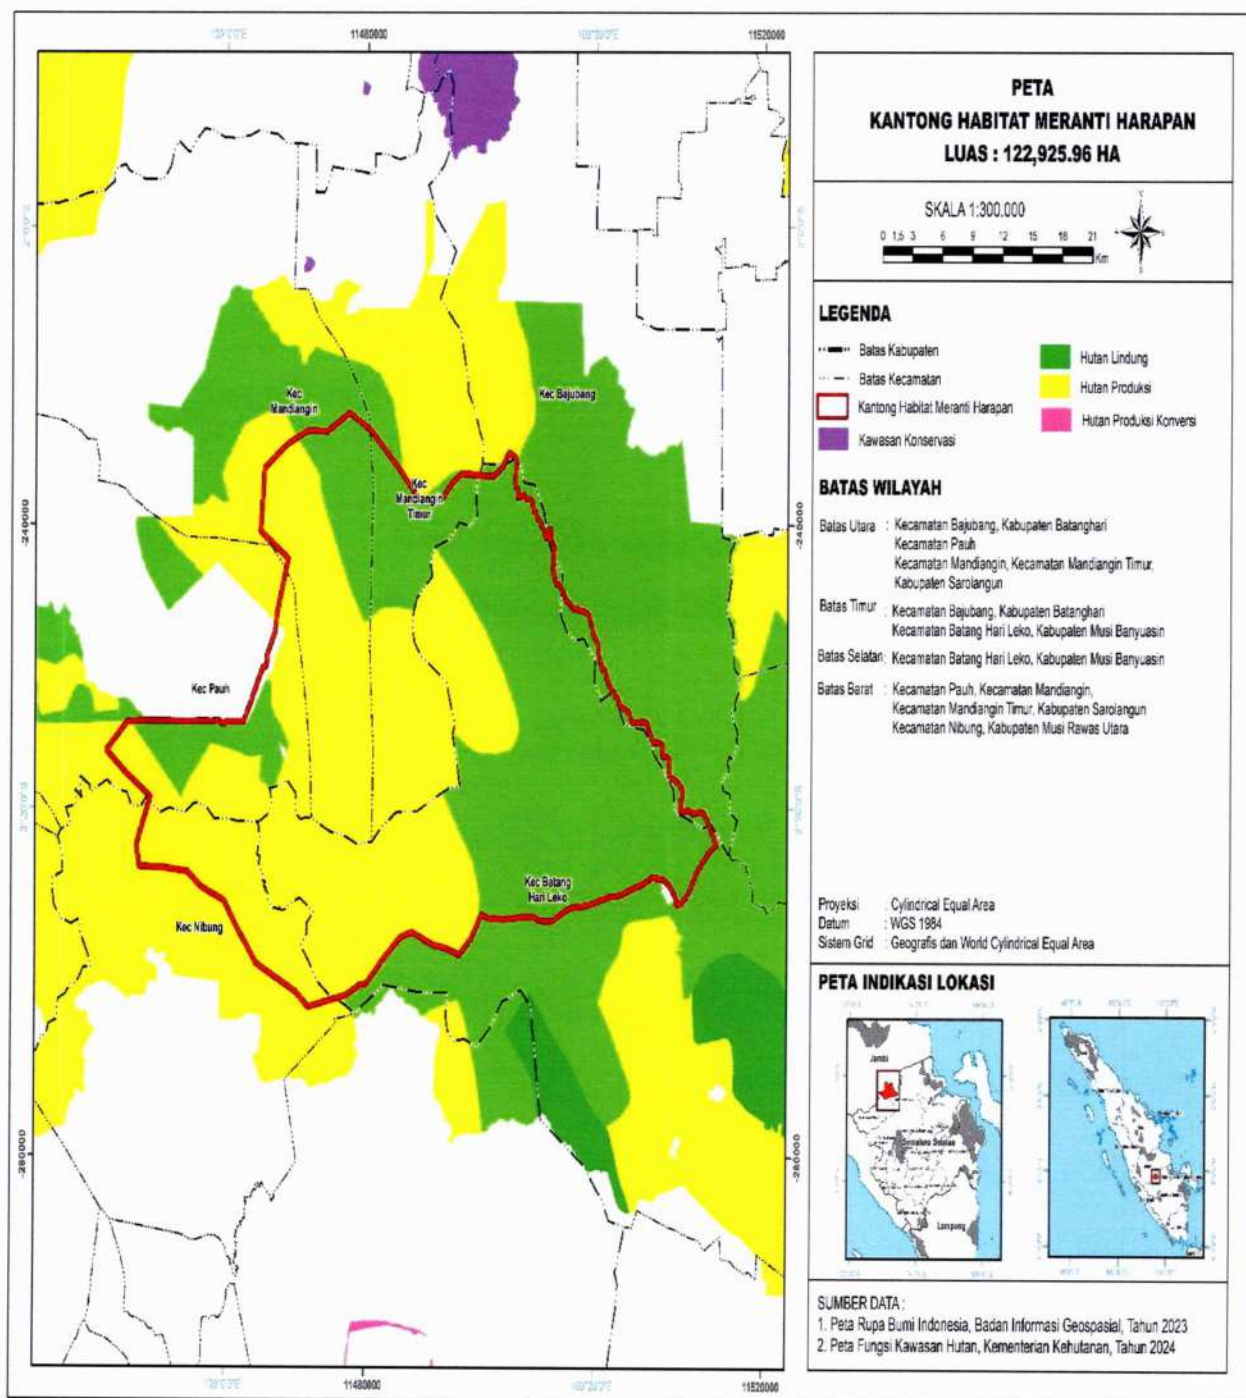 11480000
11520000
PETA
KANTONG HABITAT MERANTI HARAPAN
LUAS : 122,925.96 HA
SKALA 1:300.000
0 1,5 3 6 9 12 15 18 21
Km
LEGENDA
Batas Kabupaten
Batas Kecamatan
Kantong Habitat Meranti Harapan
Kawasan Konservasi
Hutan Lindung
Hutan Produksi
Hutan Produksi Konversi
BATAS WILAYAH
Batas Utara : Kecamatan Bajubang, Kabupaten Batanghari
Kecamatan Pauh
Kecamatan Mandiangin, Kecamatan Mandiangin Timur,
Kabupaten Sarolangun
Batas Timur : Kecamatan Bajubang, Kabupaten Batanghari
Kecamatan Batang Hari Leko, Kabupaten Musi Banyuasin
Batas Selatan: Kecamatan Batang Hari Leko, Kabupaten Musi Banyuasin
Batas Barat : Kecamatan Pauh, Kecamatan Mandiangin,
Kecamatan Mandiangin Timur, Kabupaten Sarolangun
Kecamatan Nibung, Kabupaten Musi Rawas Utara
Proyeksi : Cylindrical Equal Area
Datum : WGS 1984
Sistem Grid : Geografis dan World Cylindrical Equal Area
PETA INDIKASI LOKASI
Jambi
Sumatera Selatan
Lampung
SUMBER DATA :
1. Peta Rupa Bumi Indonesia, Badan Informasi Geospasial, Tahun 2023
2. Peta Fungsi Kawasan Hutan, Kementerian Kehutanan, Tahun 2024
Kec
Mandiangin
Kec Bajubang
Kec
Mandiangin
Timur
Kec Pauh
Kec Batang
Hari Leko
Kec Nibung
-240000
-240000
-280000
-280000
11480000
11520000